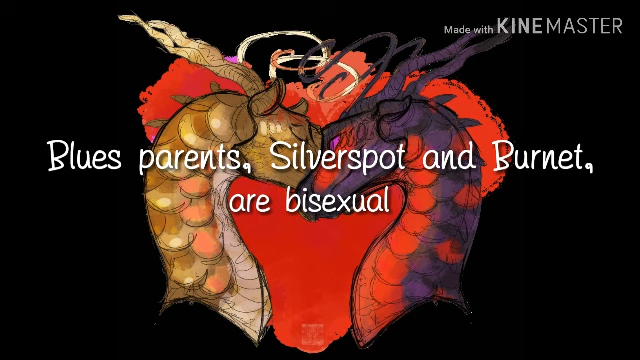 Made with KINEMASTER
Blues parents, Silverspot and Burnet,
are bisexual